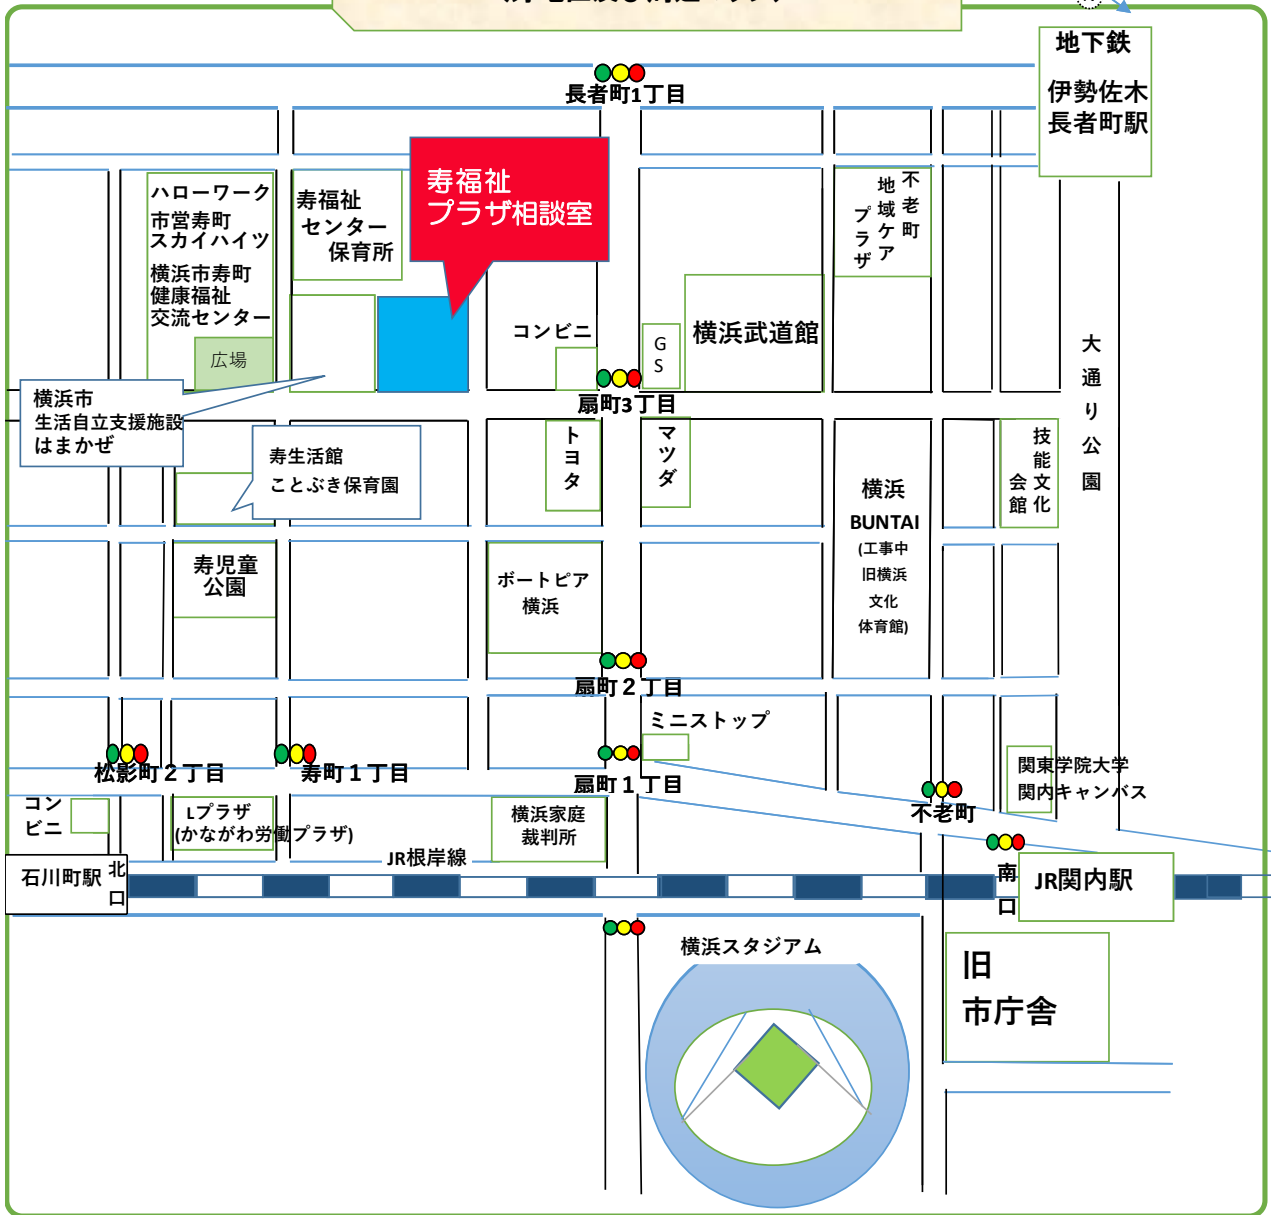 地下鉄
伊勢佐木
長者町駅
長者町1丁目
ハローワーク
市営寿町
スカイハイツ
横浜市寿町
健康福祉
交流センター
広場
寿福祉
センター
保育所
寿福祉
プラザ相談室
不老町
地域ケア
プラザ
コンビニ
GS
横浜武道館
大通り公園
扇町3丁目
横浜市
生活自立支援施設
はまかぜ
寿生活館
ことぶき保育園
トヨタ
マツダ
横浜
BUNTAI
(工事中
旧横浜
文化
体育館)
技能文化
会館
寿児童
公園
ボートピア
横浜
扇町２丁目
ミニストップ
松影町２丁目
寿町１丁目
扇町１丁目
不老町
関東学院大学
関内キャンバス
コン
ビニ
Lプラザ
(かながわ労働プラザ)
横浜家庭
裁判所
JR根岸線
石川町駅
北口
南口
JR関内駅
横浜スタジアム
旧
市庁舎